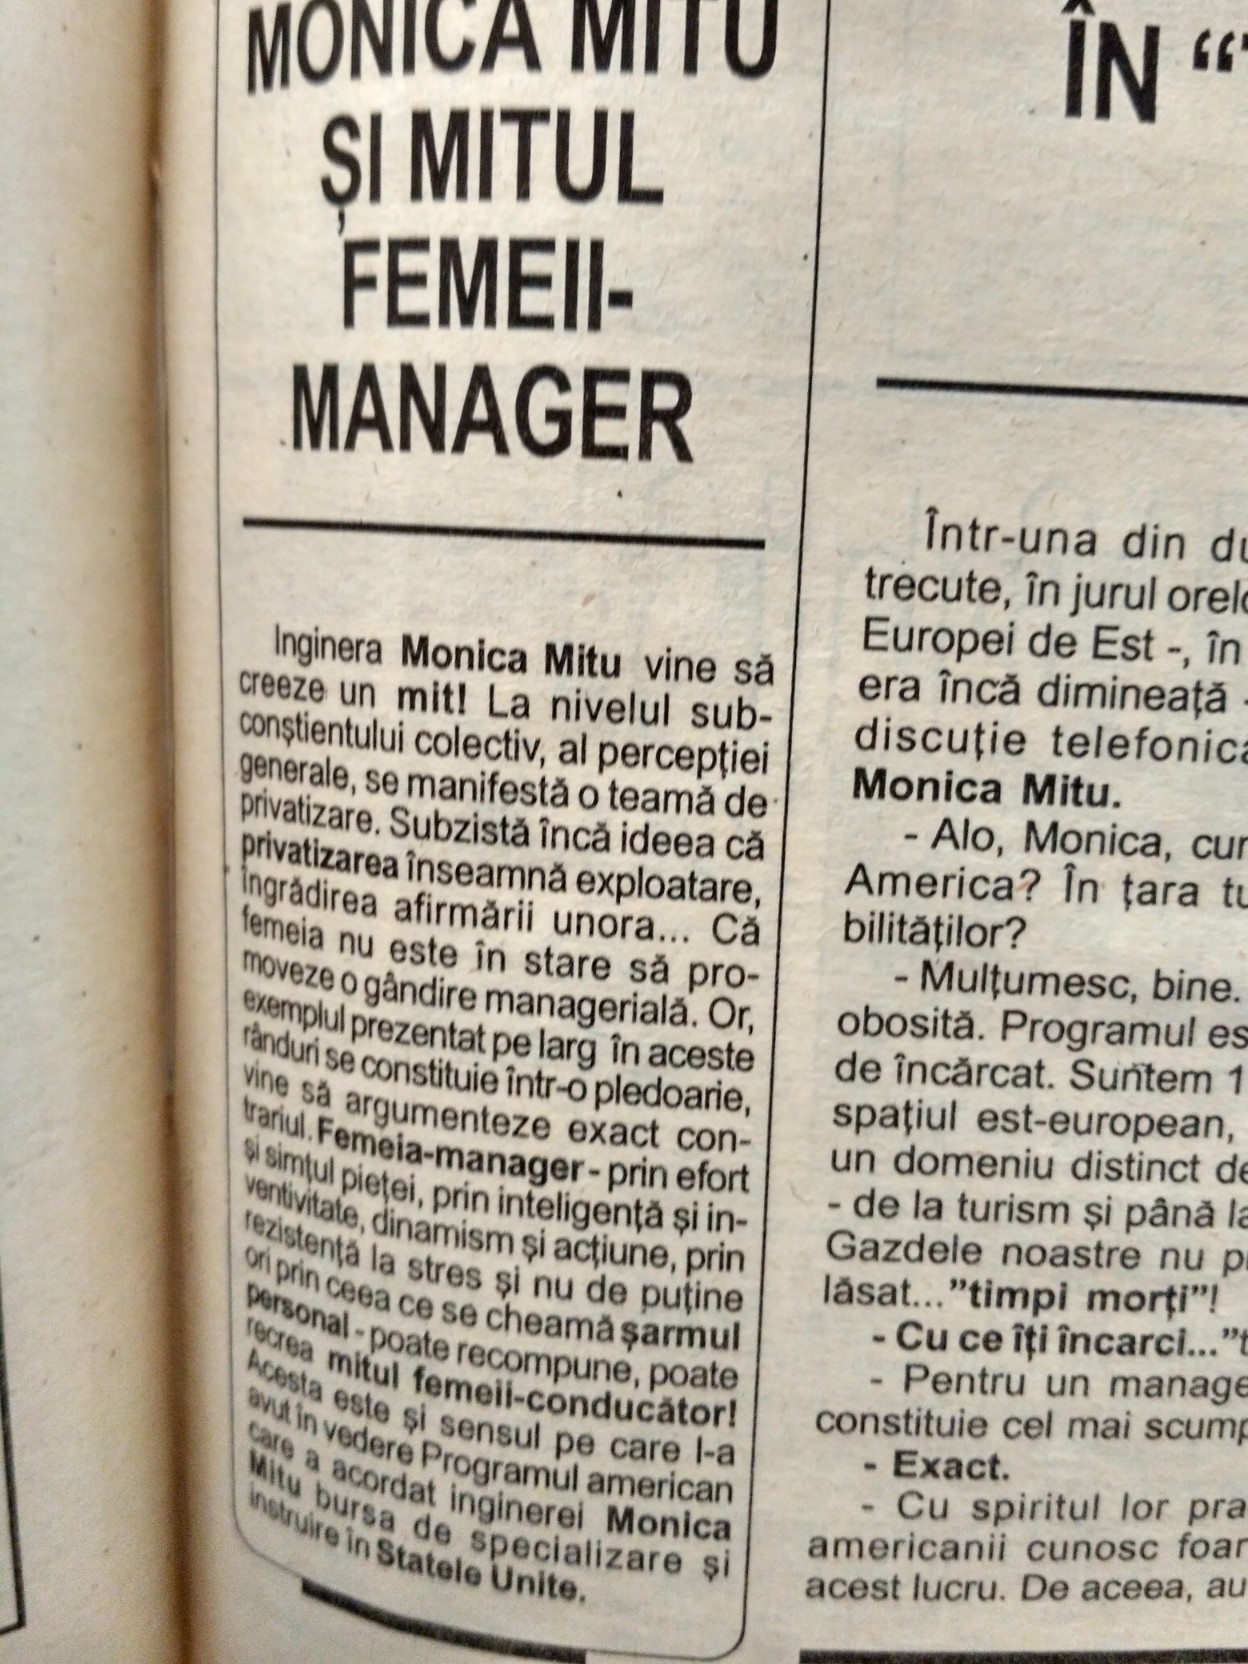 MONICA MITU
ȘI MITUL
FEMEII-
MANAGER
Inginera Monica Mitu vine să
creeze un mit! La nivelul sub-
conștientului colectiv, al percepției
generale, se manifestă o teamă de
privatizare. Subzistă încă ideea că
privatizarea înseamnă exploatare,
îngrădirea afirmării unora... Că
femeia nu este în stare să pro-
moveze o gândire managerială. Or,
exemplul prezentat pe larg în aceste
rânduri se constituie într-o pledoarie,
vine să argumenteze exact con-
trariul. Femeia-manager - prin efort
și simțul pieței, prin inteligență și in-
ventivitate, dinamism și acțiune, prin
rezistență la stres și nu de puține
ori prin ceea ce se cheamă șarmul
personal - poate recompune, poate
recrea mitul femeii-conducător!
Acesta este și sensul pe care l-a
avut în vedere Programul american
care a acordat inginerei Monica
Mitu bursa de specializare și
instruire în Statele Unite.
ÎN “
Într-una din
trecute, în jurul
Europei de Est -, în
era încă dimineață -
discuție
Monica Mitu.
- Alo, Monica,
America? În țara
bilităților?
- Mulțumesc, bine.
obosită. Programul
de încărcat. Suntem 1
spațiul est-european,
un domeniu distinct
- de la turism și până
Gazdele noastre nu
lăsat...”timpi morți”!
- Cu ce îți încarci...”
- Pentru un
constituie cel mai
- Exact.
- Cu spiritul lor
americanii cunosc
acest lucru. De aceea, au